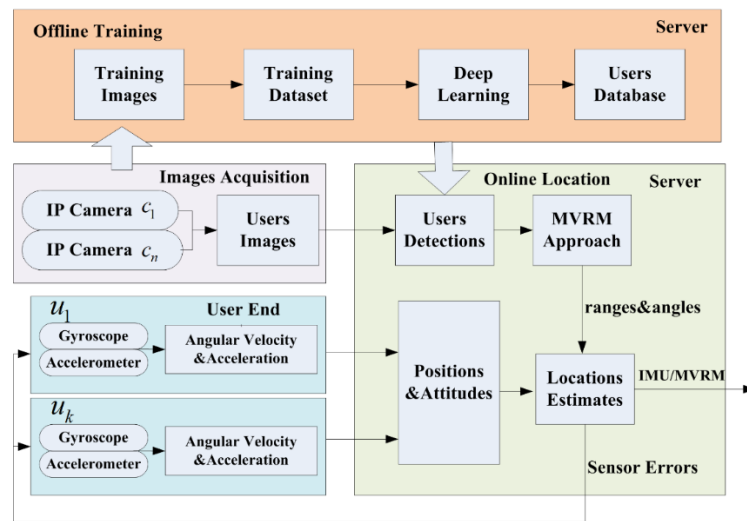 Offline Training
Server
Training
Images
Training
Dataset
Deep
Learning
Users
Database
Images Acquisition
IP Camera c1
IP Camera cn
Users
Images
Online Location
Server
Users
Detections
MVRM
Approach
ranges&angles
u1
User End
Gyroscope
Accelerometer
Angular Velocity
&Acceleration
uk
Gyroscope
Accelerometer
Angular Velocity
&Acceleration
Positions
&Attitudes
Locations
Estimates
IMU/MVRM
Sensor Errors